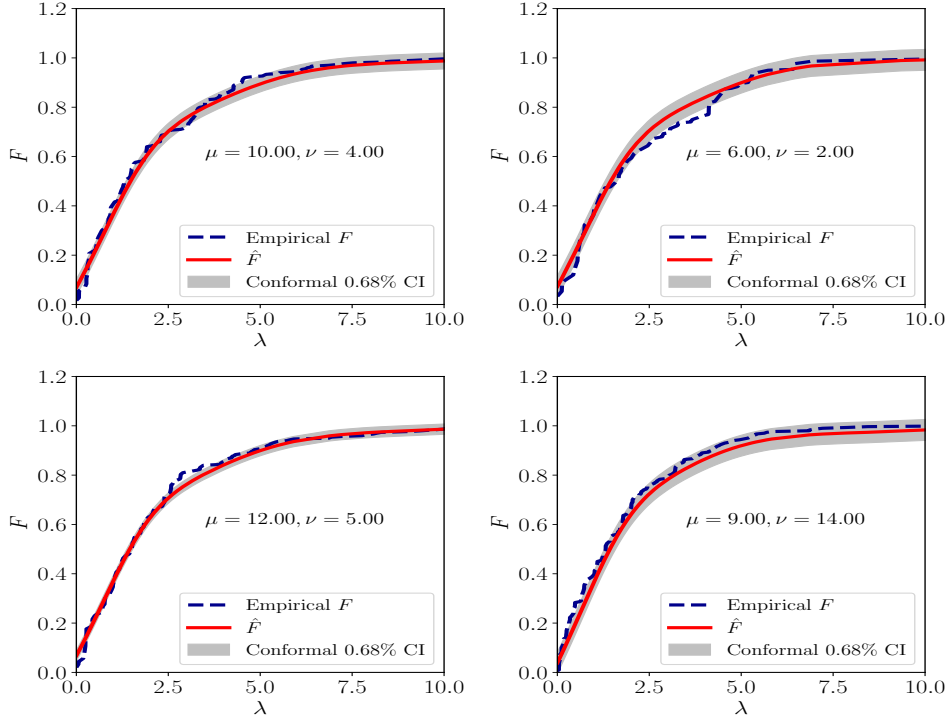 1.2
1.0
0.8
0.6
0.4
0.2
0.0
F
μ = 10.00, ν = 4.00
Empirical F
F̂
Conformal 0.68% CI
0.0 2.5 5.0 7.5 10.0
λ
1.2
1.0
0.8
0.6
0.4
0.2
0.0
F
μ = 6.00, ν = 2.00
Empirical F
F̂
Conformal 0.68% CI
0.0 2.5 5.0 7.5 10.0
λ
1.2
1.0
0.8
0.6
0.4
0.2
0.0
F
μ = 12.00, ν = 5.00
Empirical F
F̂
Conformal 0.68% CI
0.0 2.5 5.0 7.5 10.0
λ
1.2
1.0
0.8
0.6
0.4
0.2
0.0
F
μ = 9.00, ν = 14.00
Empirical F
F̂
Conformal 0.68% CI
0.0 2.5 5.0 7.5 10.0
λ